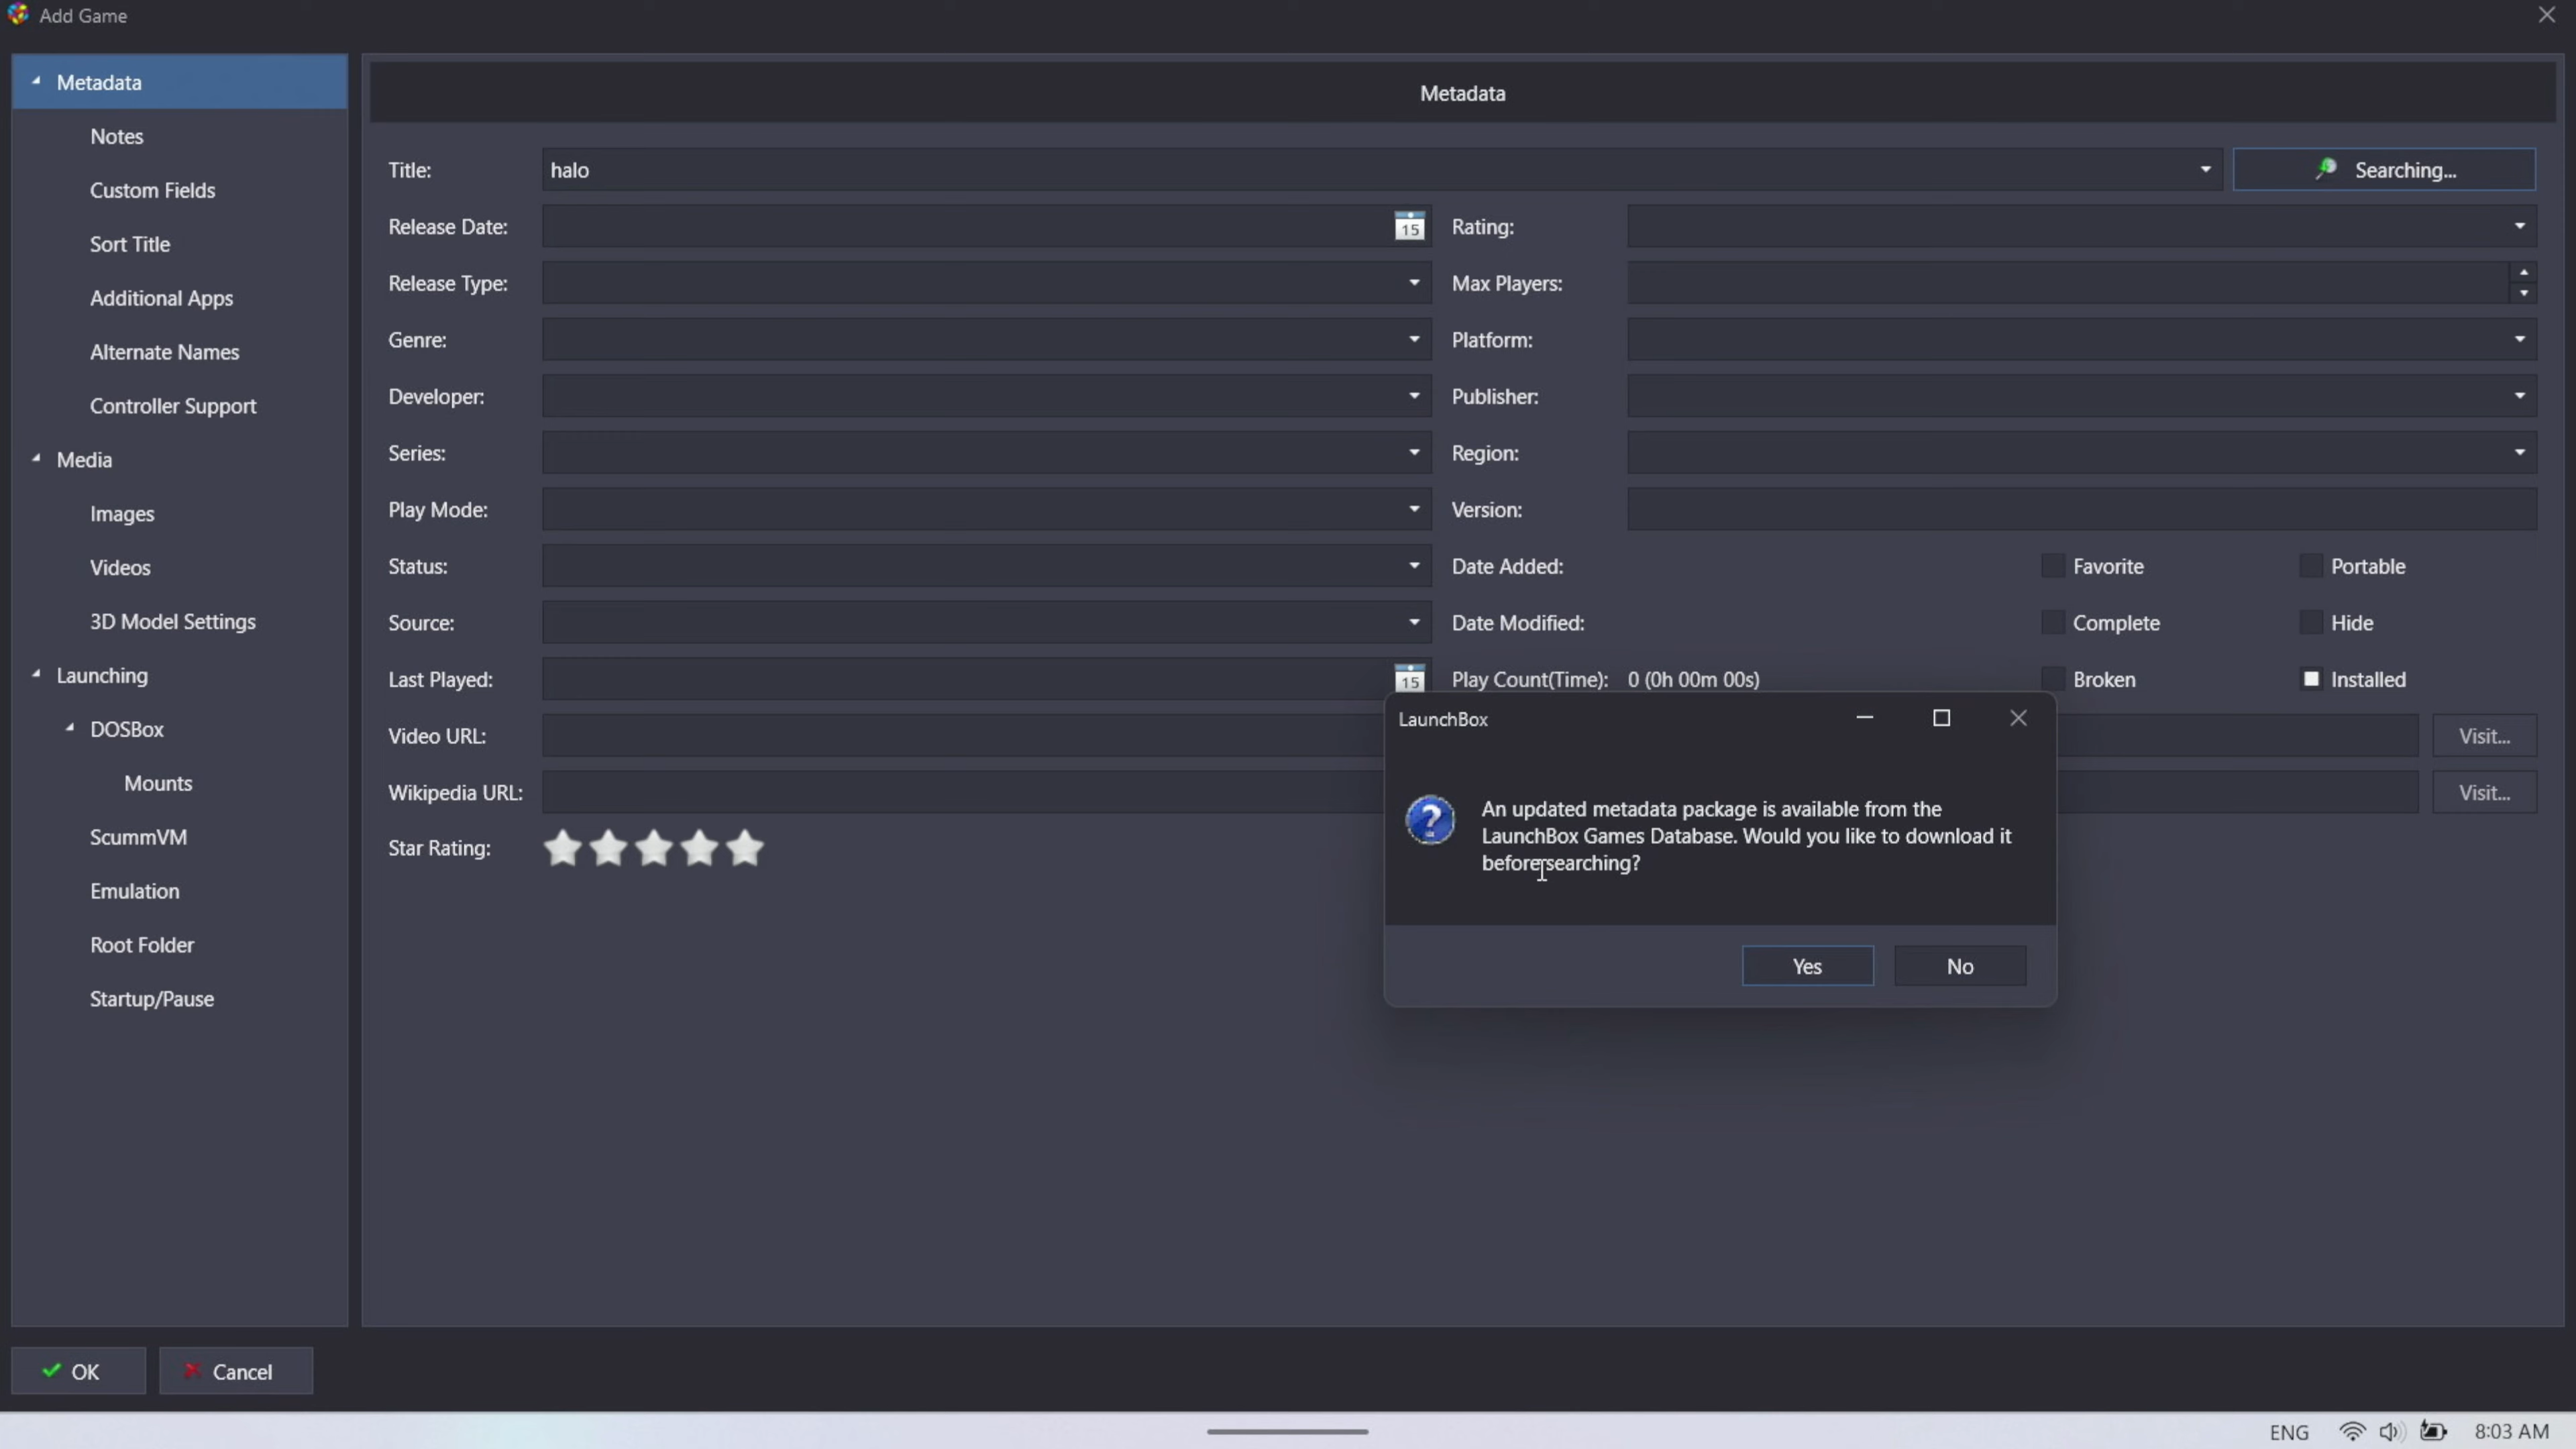 Add Game
Metadata
Notes
Custom Fields
Sort Title
Additional Apps
Alternate Names
Controller Support
Media
Images
Videos
3D Model Settings
Launching
DOSBox
Mounts
ScummVM
Emulation
Root Folder
Startup/Pause
Metadata
Title: halo Searching...
Release Date: 15 Rating:
Release Type: Max Players:
Genre: Platform:
Developer: Publisher:
Series: Region:
Play Mode: Version:
Status: Date Added: Favorite Portable
Source: Date Modified: Complete Hide
Last Played: 15 Play Count(Time): 0 (0h 00m 00s) Broken Installed
Video URL: Visit...
Wikipedia URL: Visit...
Star Rating:
LaunchBox
An updated metadata package is available from the
LaunchBox Games Database. Would you like to download it
before searching?
Yes No
OK Cancel
ENG 8:03 AM